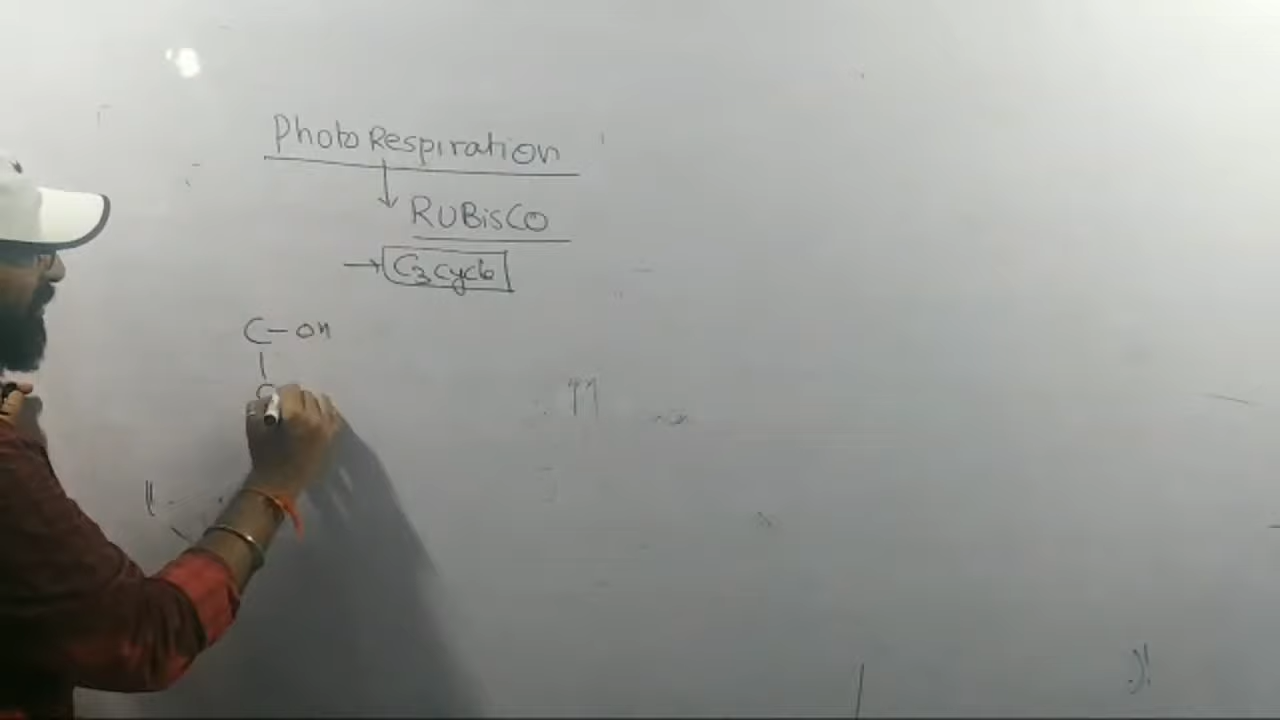 Photo Respiration
↓ RUBisCO
→ C3 cycle
C-OH
|
C